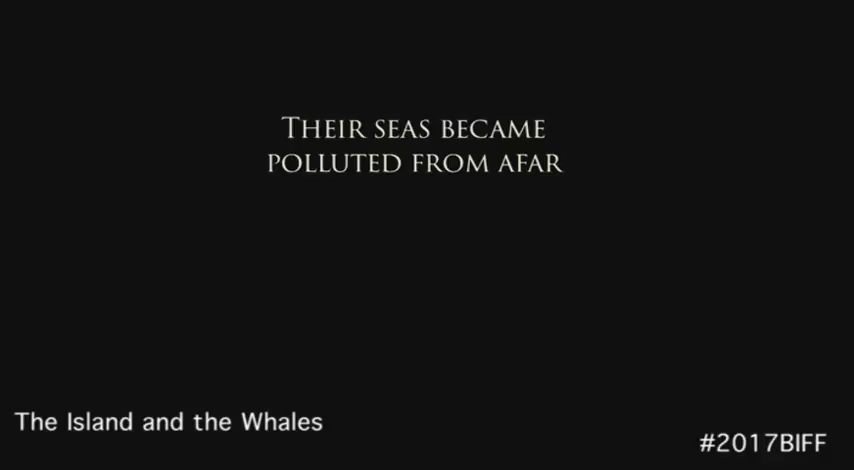 THEIR SEAS BECAME
POLLUTED FROM AFAR
The Island and the Whales
#2017BIFF